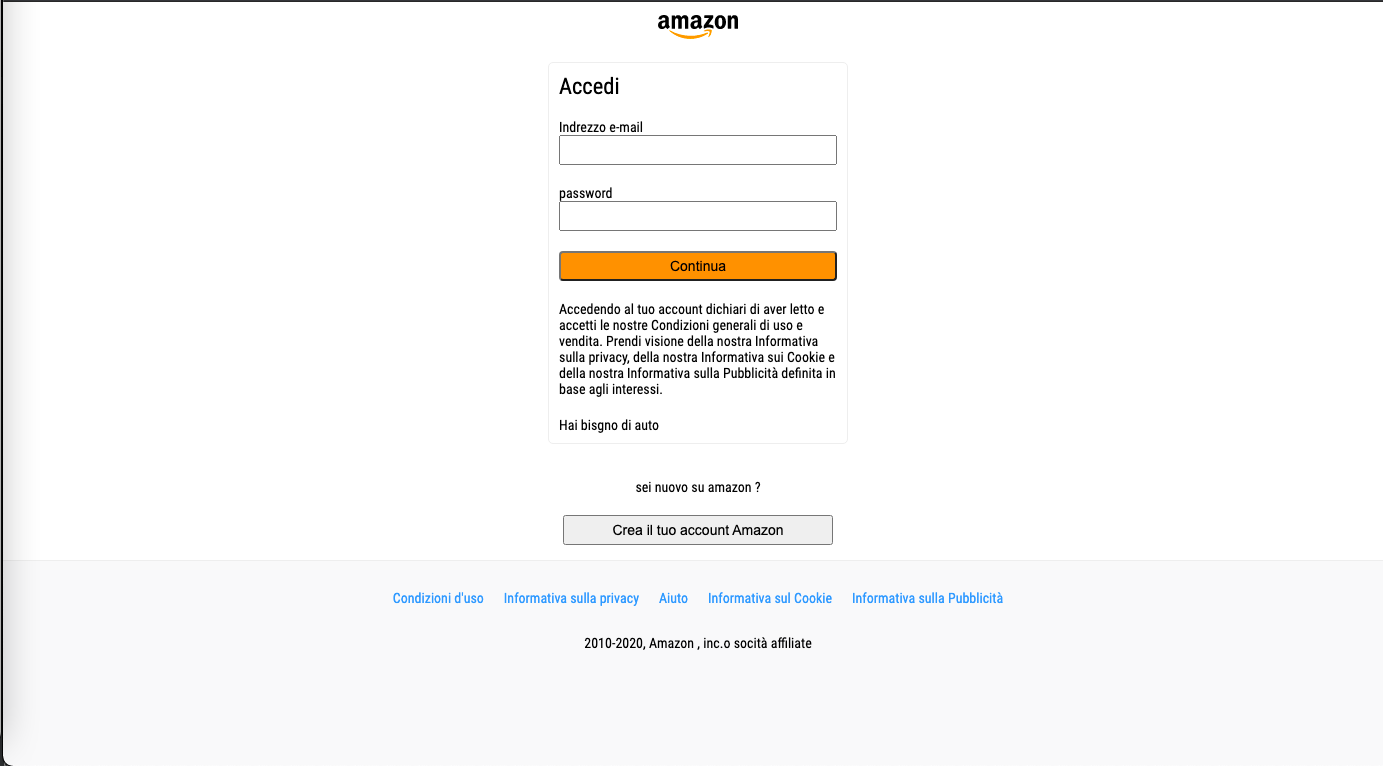 amazon
Accedi
Indrezzo e-mail
password
Continua
Accedendo al tuo account dichiari di aver letto e
accetti le nostre Condizioni generali di uso e
vendita. Prendi visione della nostra Informativa
sulla privacy, della nostra Informativa sui Cookie e
della nostra Informativa sulla Pubblicità definita in
base agli interessi.
Hai bisgno di auto
sei nuovo su amazon ?
Crea il tuo account Amazon
Condizioni d'uso Informativa sulla privacy Aiuto Informativa sul Cookie Informativa sulla Pubblicità
2010-2020, Amazon , inc.o socità affiliate